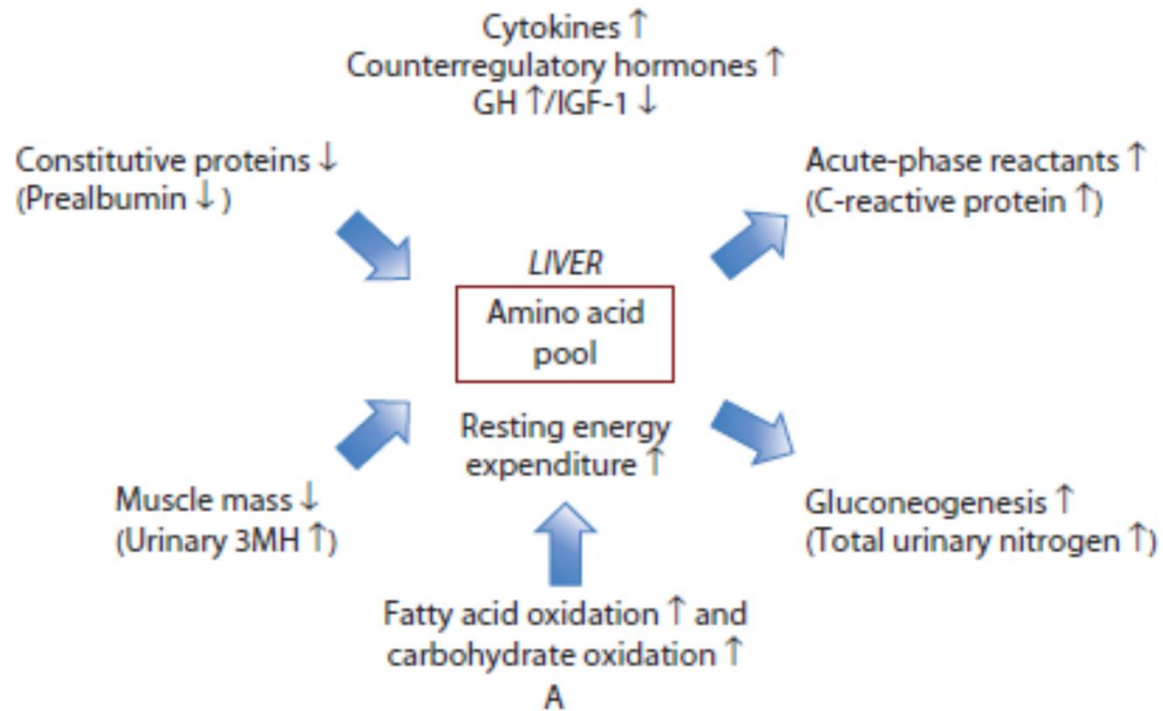 Cytokines ↑
Counterregulatory hormones ↑
GH ↑/IGF-1 ↓
Constitutive proteins ↓
(Prealbumin ↓)
Acute-phase reactants ↑
(C-reactive protein ↑)
LIVER
Amino acid
pool
Resting energy
expenditure ↑
Muscle mass ↓
(Urinary 3MH ↑)
Gluconeogenesis ↑
(Total urinary nitrogen ↑)
Fatty acid oxidation ↑ and
carbohydrate oxidation ↑
A